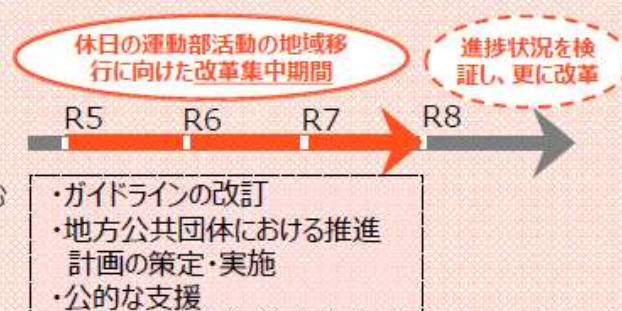 休日の運動部活動の地域移
行に向けた改革集中期間
進捗状況を検
証し、更に改革
R5 R6 R7 R8
む
・ガイドラインの改訂
・地方公共団体における推進
計画の策定・実施
・公的な支援